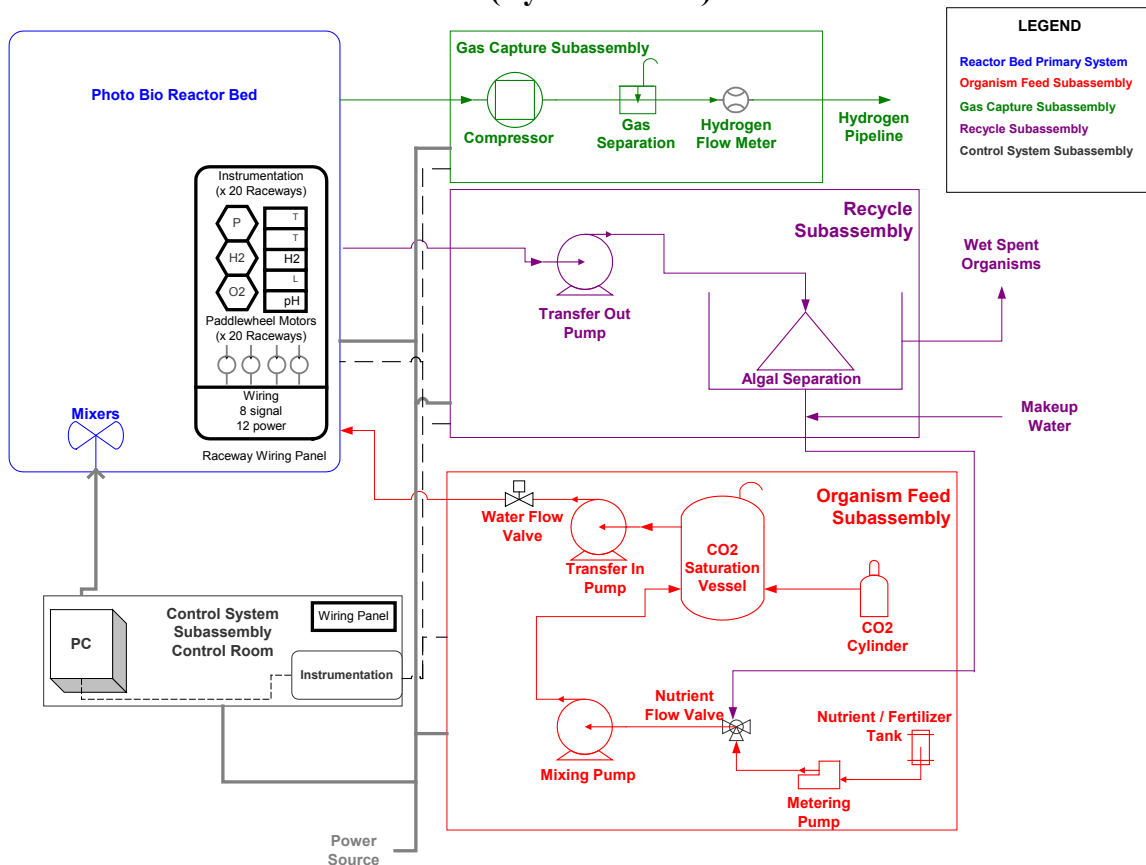 LEGEND
Reactor Bed Primary System
Organism Feed Subassembly
Gas Capture Subassembly
Recycle Subassembly
Control System Subassembly
Photo Bio Reactor Bed
Instrumentation
(x 20 Raceways)
P
H2
O2
T
T
H2
L
pH
Paddlewheel Motors
(x 20 Raceways)
Wiring
8 signal
12 power
Raceway Wiring Panel
Mixers
Gas Capture Subassembly
Compressor
Gas
Separation
Hydrogen
Flow Meter
Hydrogen
Pipeline
Recycle
Subassembly
Transfer Out
Pump
Algal Separation
Wet Spent
Organisms
Makeup
Water
Organism Feed
Subassembly
Water Flow
Valve
Transfer In
Pump
CO2
Saturation
Vessel
CO2
Cylinder
Nutrient
Flow Valve
Nutrient / Fertilizer
Tank
Mixing Pump
Metering
Pump
Control System
Subassembly
Control Room
Wiring Panel
PC
Instrumentation
Power
Source